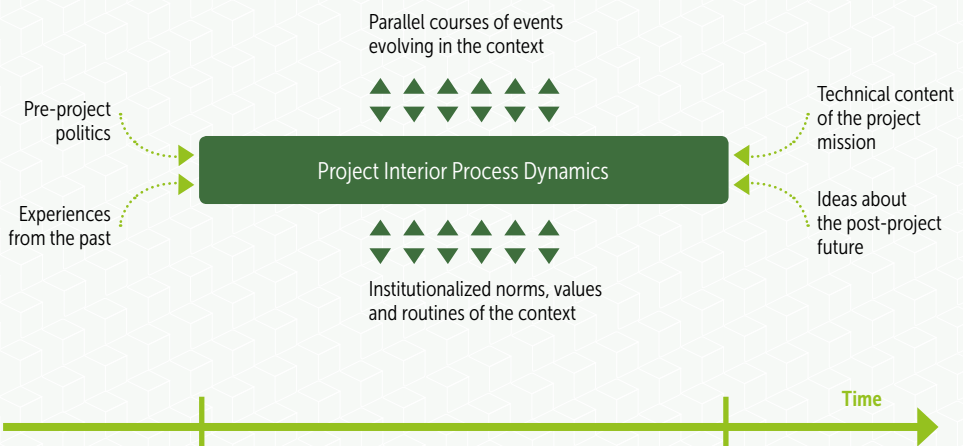 Parallel courses of events
evolving in the context
Pre-project
politics
Technical content
of the project
mission
Project Interior Process Dynamics
Experiences
from the past
Ideas about
the post-project
future
Institutionalized norms, values
and routines of the context
Time